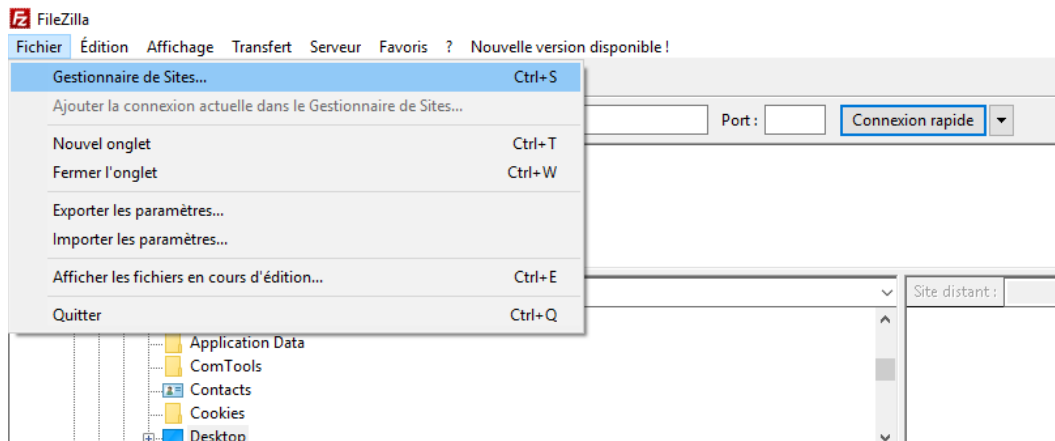 FileZilla
Fichier Édition Affichage Transfert Serveur Favoris ? Nouvelle version disponible !
Gestionnaire de Sites... Ctrl+S
Ajouter la connexion actuelle dans le Gestionnaire de Sites...
Port : Connexion rapide
Nouvel onglet Ctrl+T
Fermer l'onglet Ctrl+W
Exporter les paramètres...
Importer les paramètres...
Afficher les fichiers en cours d'édition... Ctrl+E
Site distant :
Quitter Ctrl+Q
Application Data
ComTools
Contacts
Cookies
Desktop